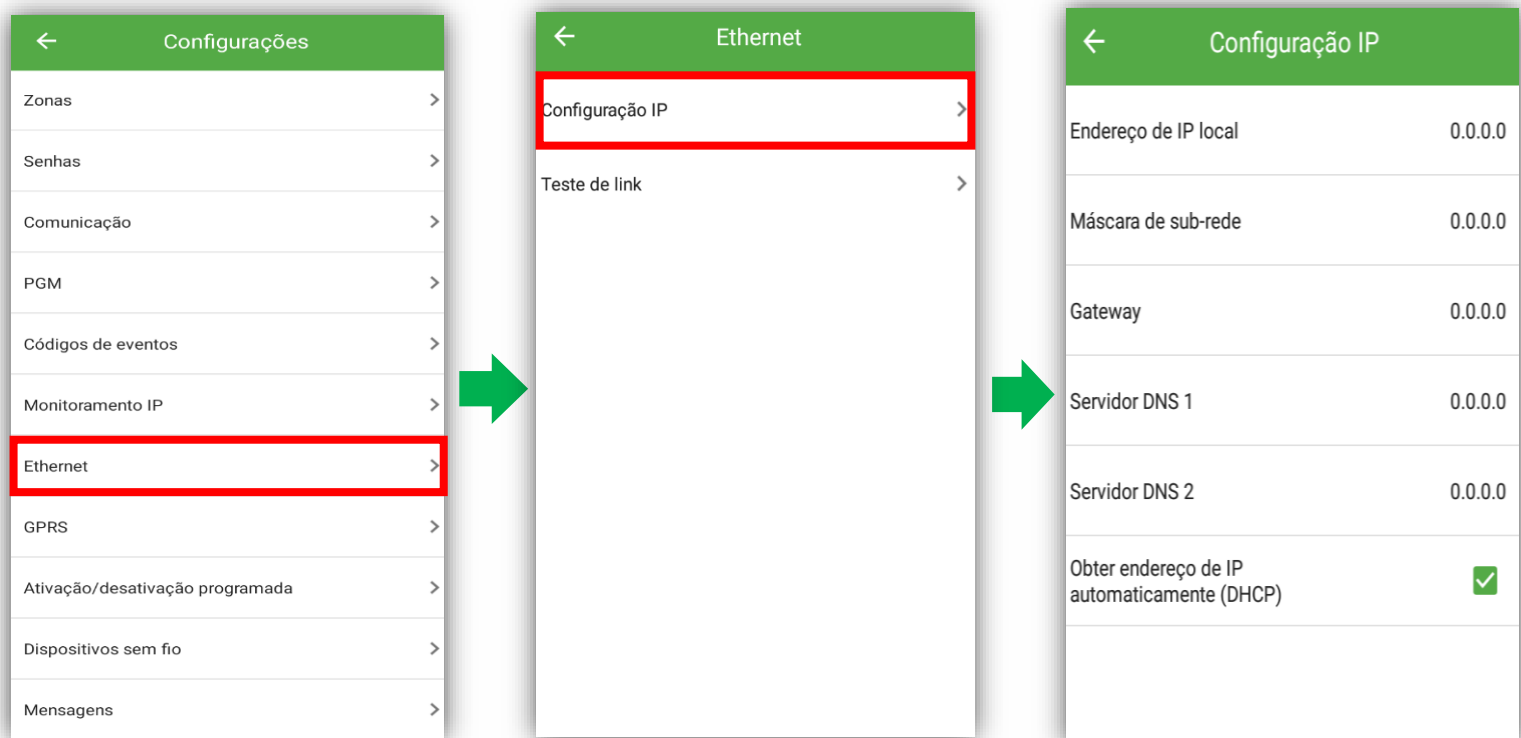 Configurações
Zonas
Senhas
Comunicação
PGM
Códigos de eventos
Monitoramento IP
Ethernet
GPRS
Ativação/desativação programada
Dispositivos sem fio
Mensagens
Ethernet
Configuração IP
Teste de link
Configuração IP
Endereço de IP local 0.0.0.0
Máscara de sub-rede 0.0.0.0
Gateway 0.0.0.0
Servidor DNS 1 0.0.0.0
Servidor DNS 2 0.0.0.0
Obter endereço de IP
automaticamente (DHCP)